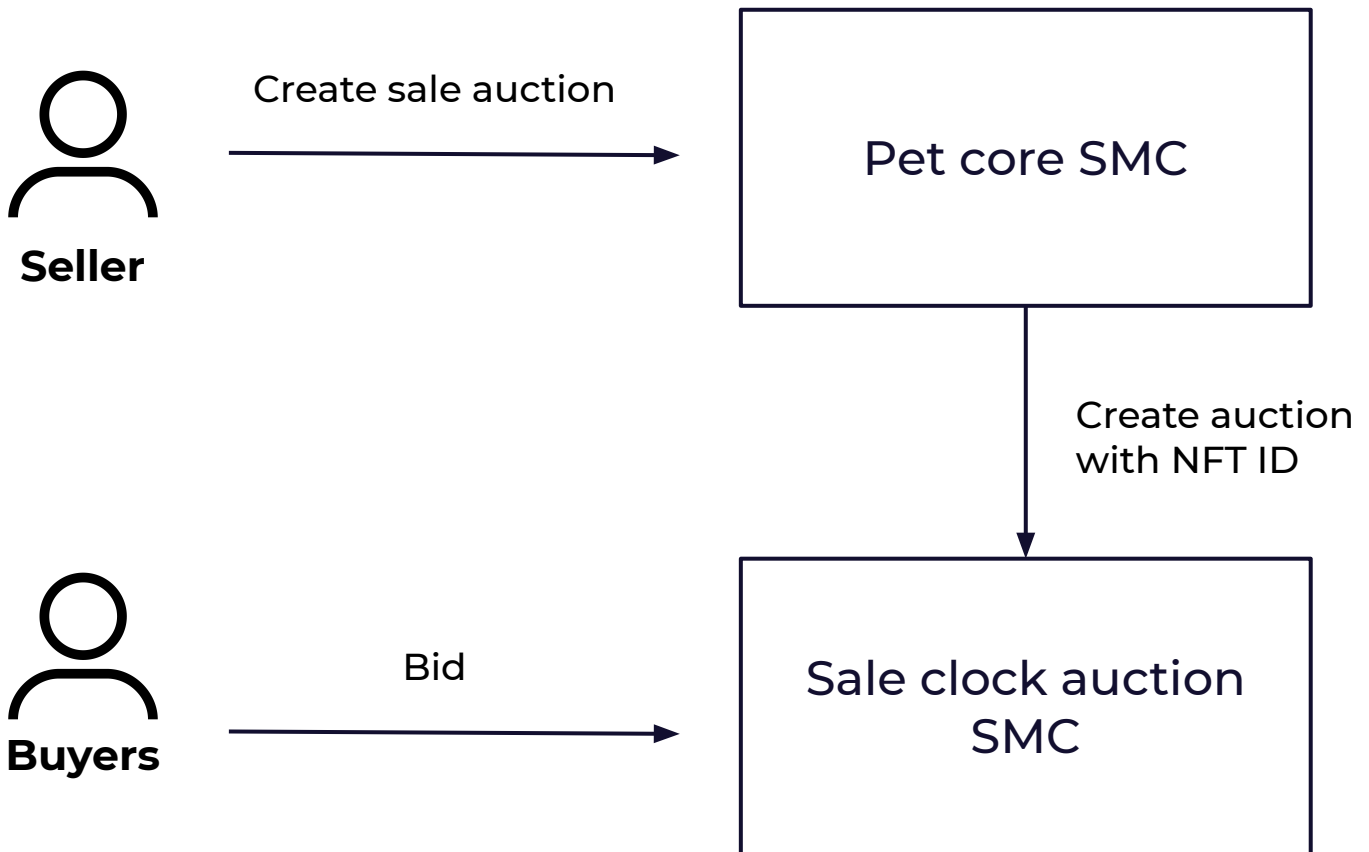 Create sale auction
Pet core SMC
Seller
Create auction
with NFT ID
Bid
Sale clock auction
SMC
Buyers